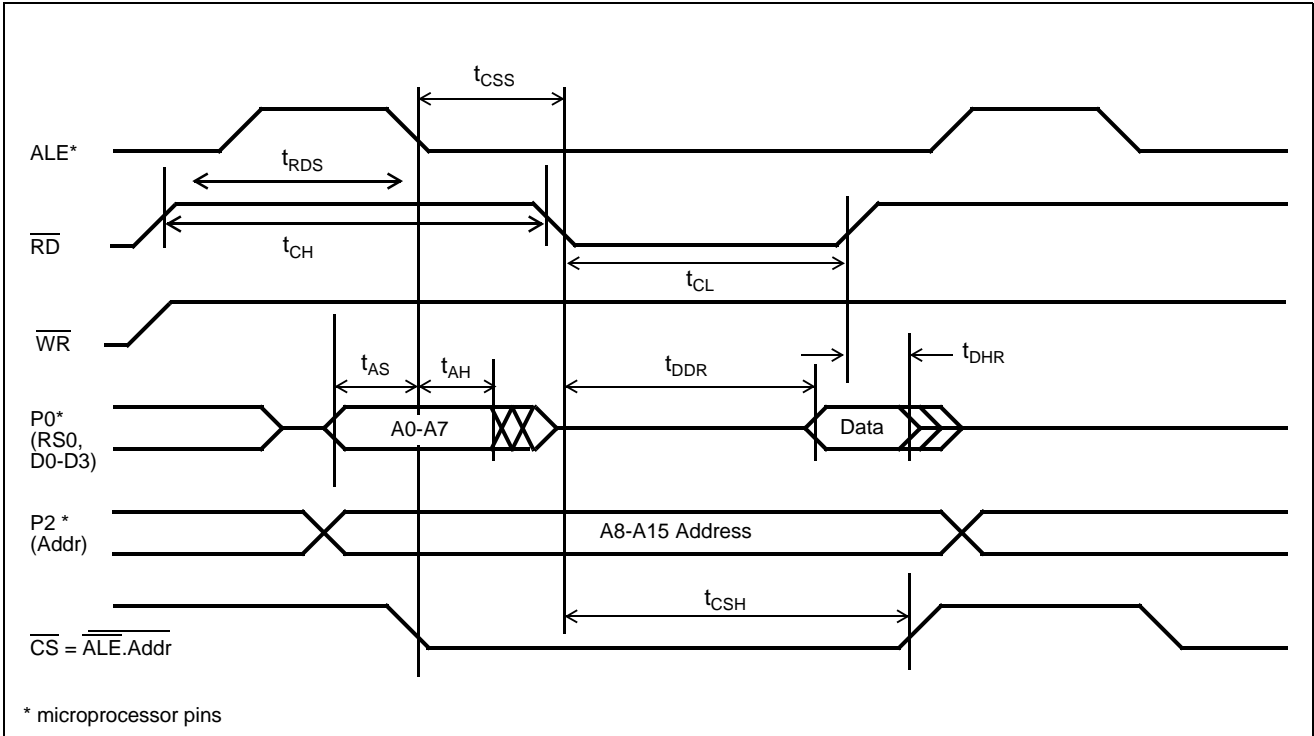 tCSS
ALE*
tRDS
RD
tCH
tCL
WR
tAS
tAH
tDDR
tDHR
P0*
(RS0,
D0-D3)
A0-A7
Data
P2 *
(Addr)
A8-A15 Address
tCSH
CS = ALE.Addr
* microprocessor pins